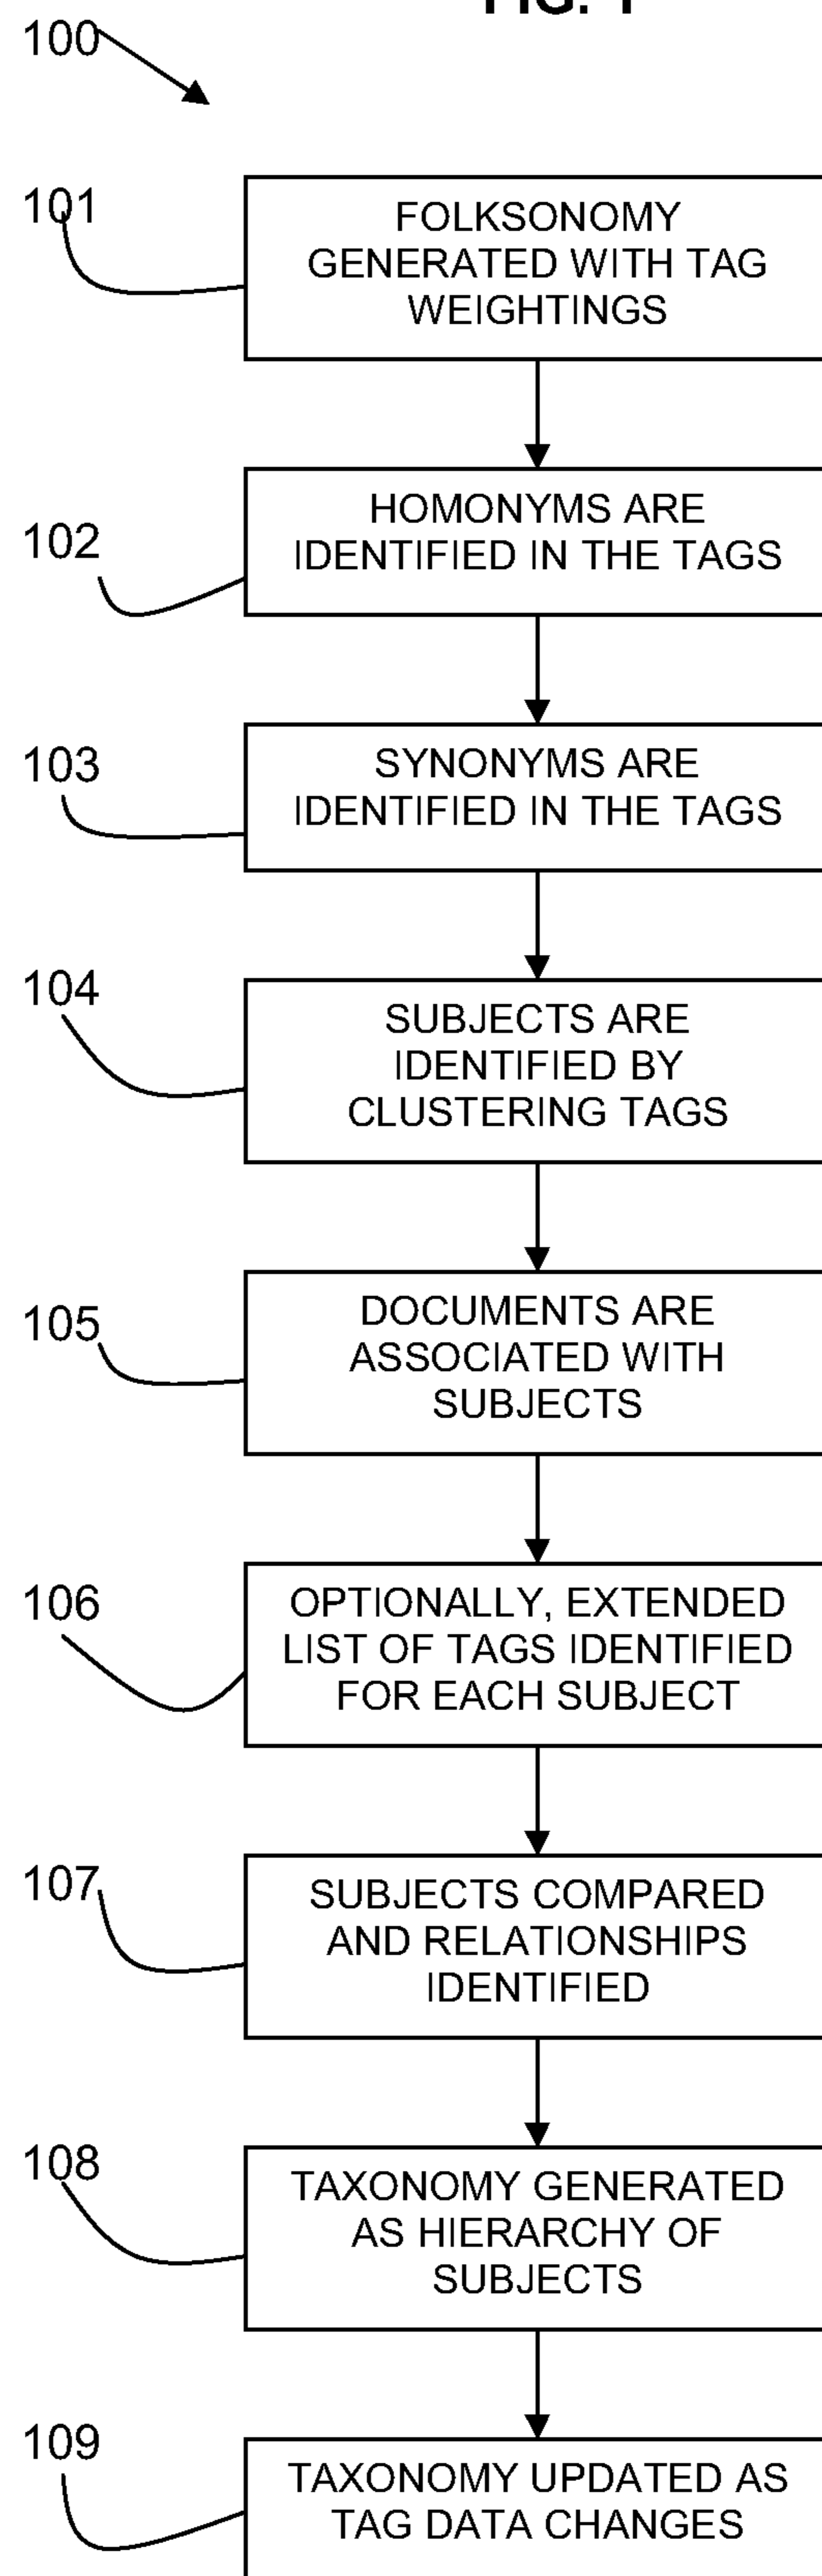 FIG. 1
100
101
FOLKSONOMY
GENERATED WITH TAG
WEIGHTINGS
102
HOMONYMS ARE
IDENTIFIED IN THE TAGS
103
SYNONYMS ARE
IDENTIFIED IN THE TAGS
104
SUBJECTS ARE
IDENTIFIED BY
CLUSTERING TAGS
105
DOCUMENTS ARE
ASSOCIATED WITH
SUBJECTS
106
OPTIONALLY, EXTENDED
LIST OF TAGS IDENTIFIED
FOR EACH SUBJECT
107
SUBJECTS COMPARED
AND RELATIONSHIPS
IDENTIFIED
108
TAXONOMY GENERATED
AS HIERARCHY OF
SUBJECTS
109
TAXONOMY UPDATED AS
TAG DATA CHANGES